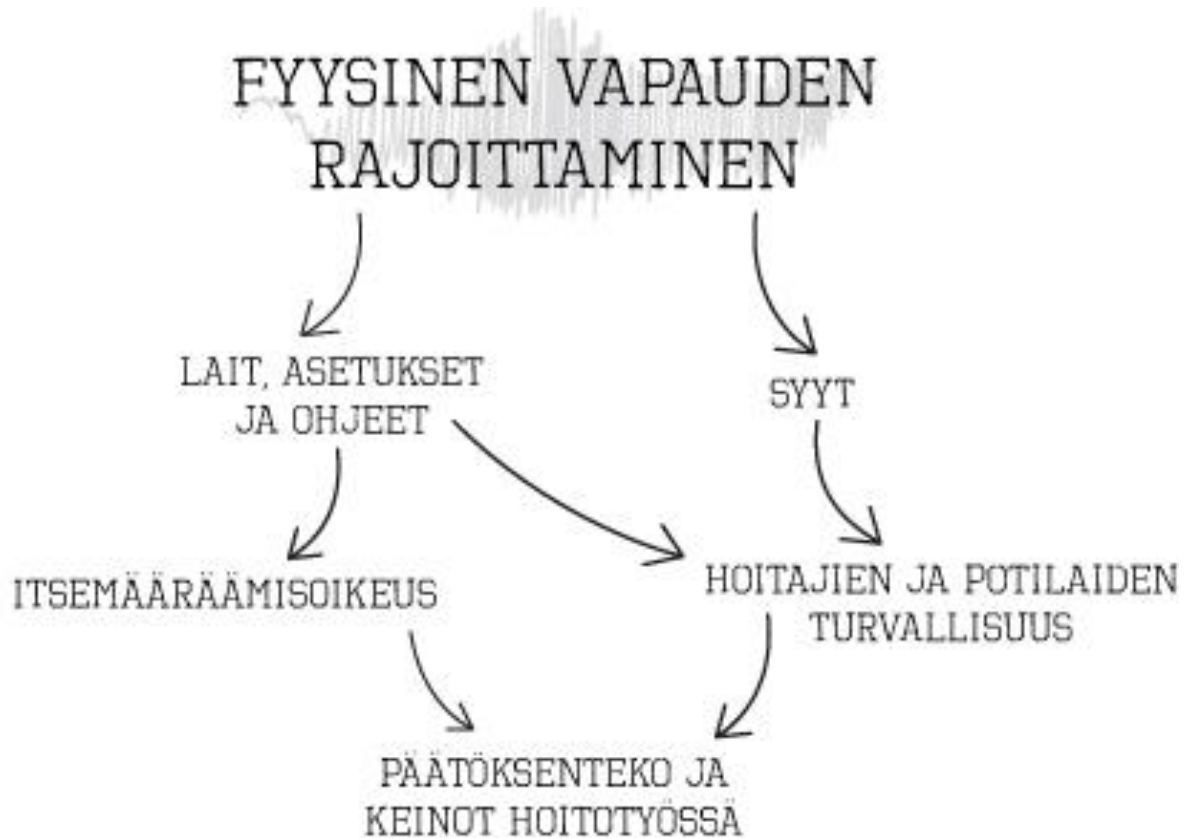 FYYSINEN VAPAUDEN
RAJOITTAMINEN
LAIT, ASETUKSET
JA OHJEET
SYYT
ITSEMÄÄRÄÄMISOIKEUS
HOITAJIEN JA POTILAIDEN
TURVALLISUUS
PÄÄTÖKSENTEKO JA
KEINOT HOITOTYÖSSÄ